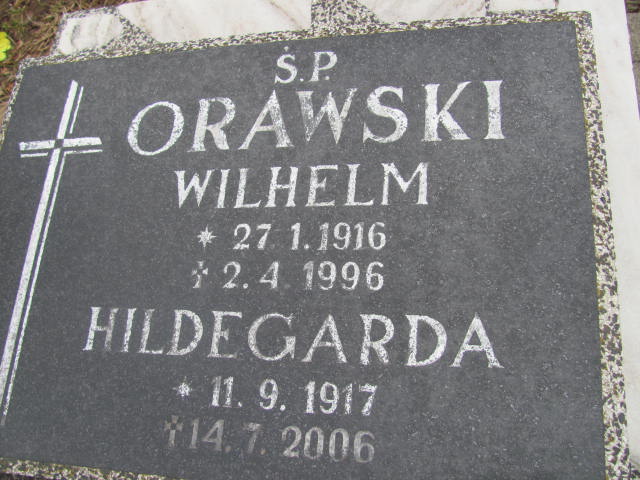 Ś.P.
ORAWSKI
WILHELM
* 27.1.1916
† 2.4.1996
HILDEGARDA
* 11.9.1917
† 14.7.2006